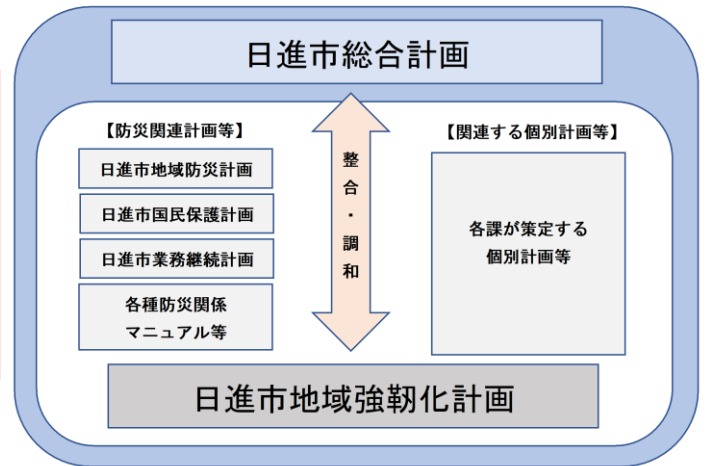 日進市総合計画
【防災関連計画等】
日進市地域防災計画
日進市国民保護計画
日進市業務継続計画
各種防災関係
マニュアル等
整合・調和
【関連する個別計画等】
各課が策定する
個別計画等
日進市地域強靭化計画